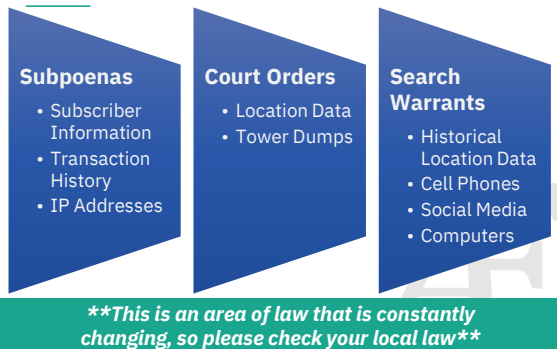 Subpoenas
• Subscriber
Information
• Transaction
History
• IP Addresses
Court Orders
• Location Data
• Tower Dumps
Search
Warrants
• Historical
Location Data
• Cell Phones
• Social Media
• Computers
**This is an area of law that is constantly
changing, so please check your local law**